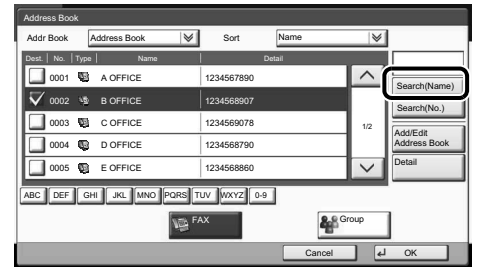 Address Book
Addr Book Address Book Sort Name
Dest. No. Type Name Detail
0001 A OFFICE 1234567890
0002 B OFFICE 1234568907
0003 C OFFICE 1234569078
0004 D OFFICE 1234568790
0005 E OFFICE 1234568860
1/2
Search(Name)
Search(No.)
Add/Edit
Address Book
Detail
ABC DEF GHI JKL MNO PQRS TUV WXYZ 0-9
FAX Group
Cancel OK